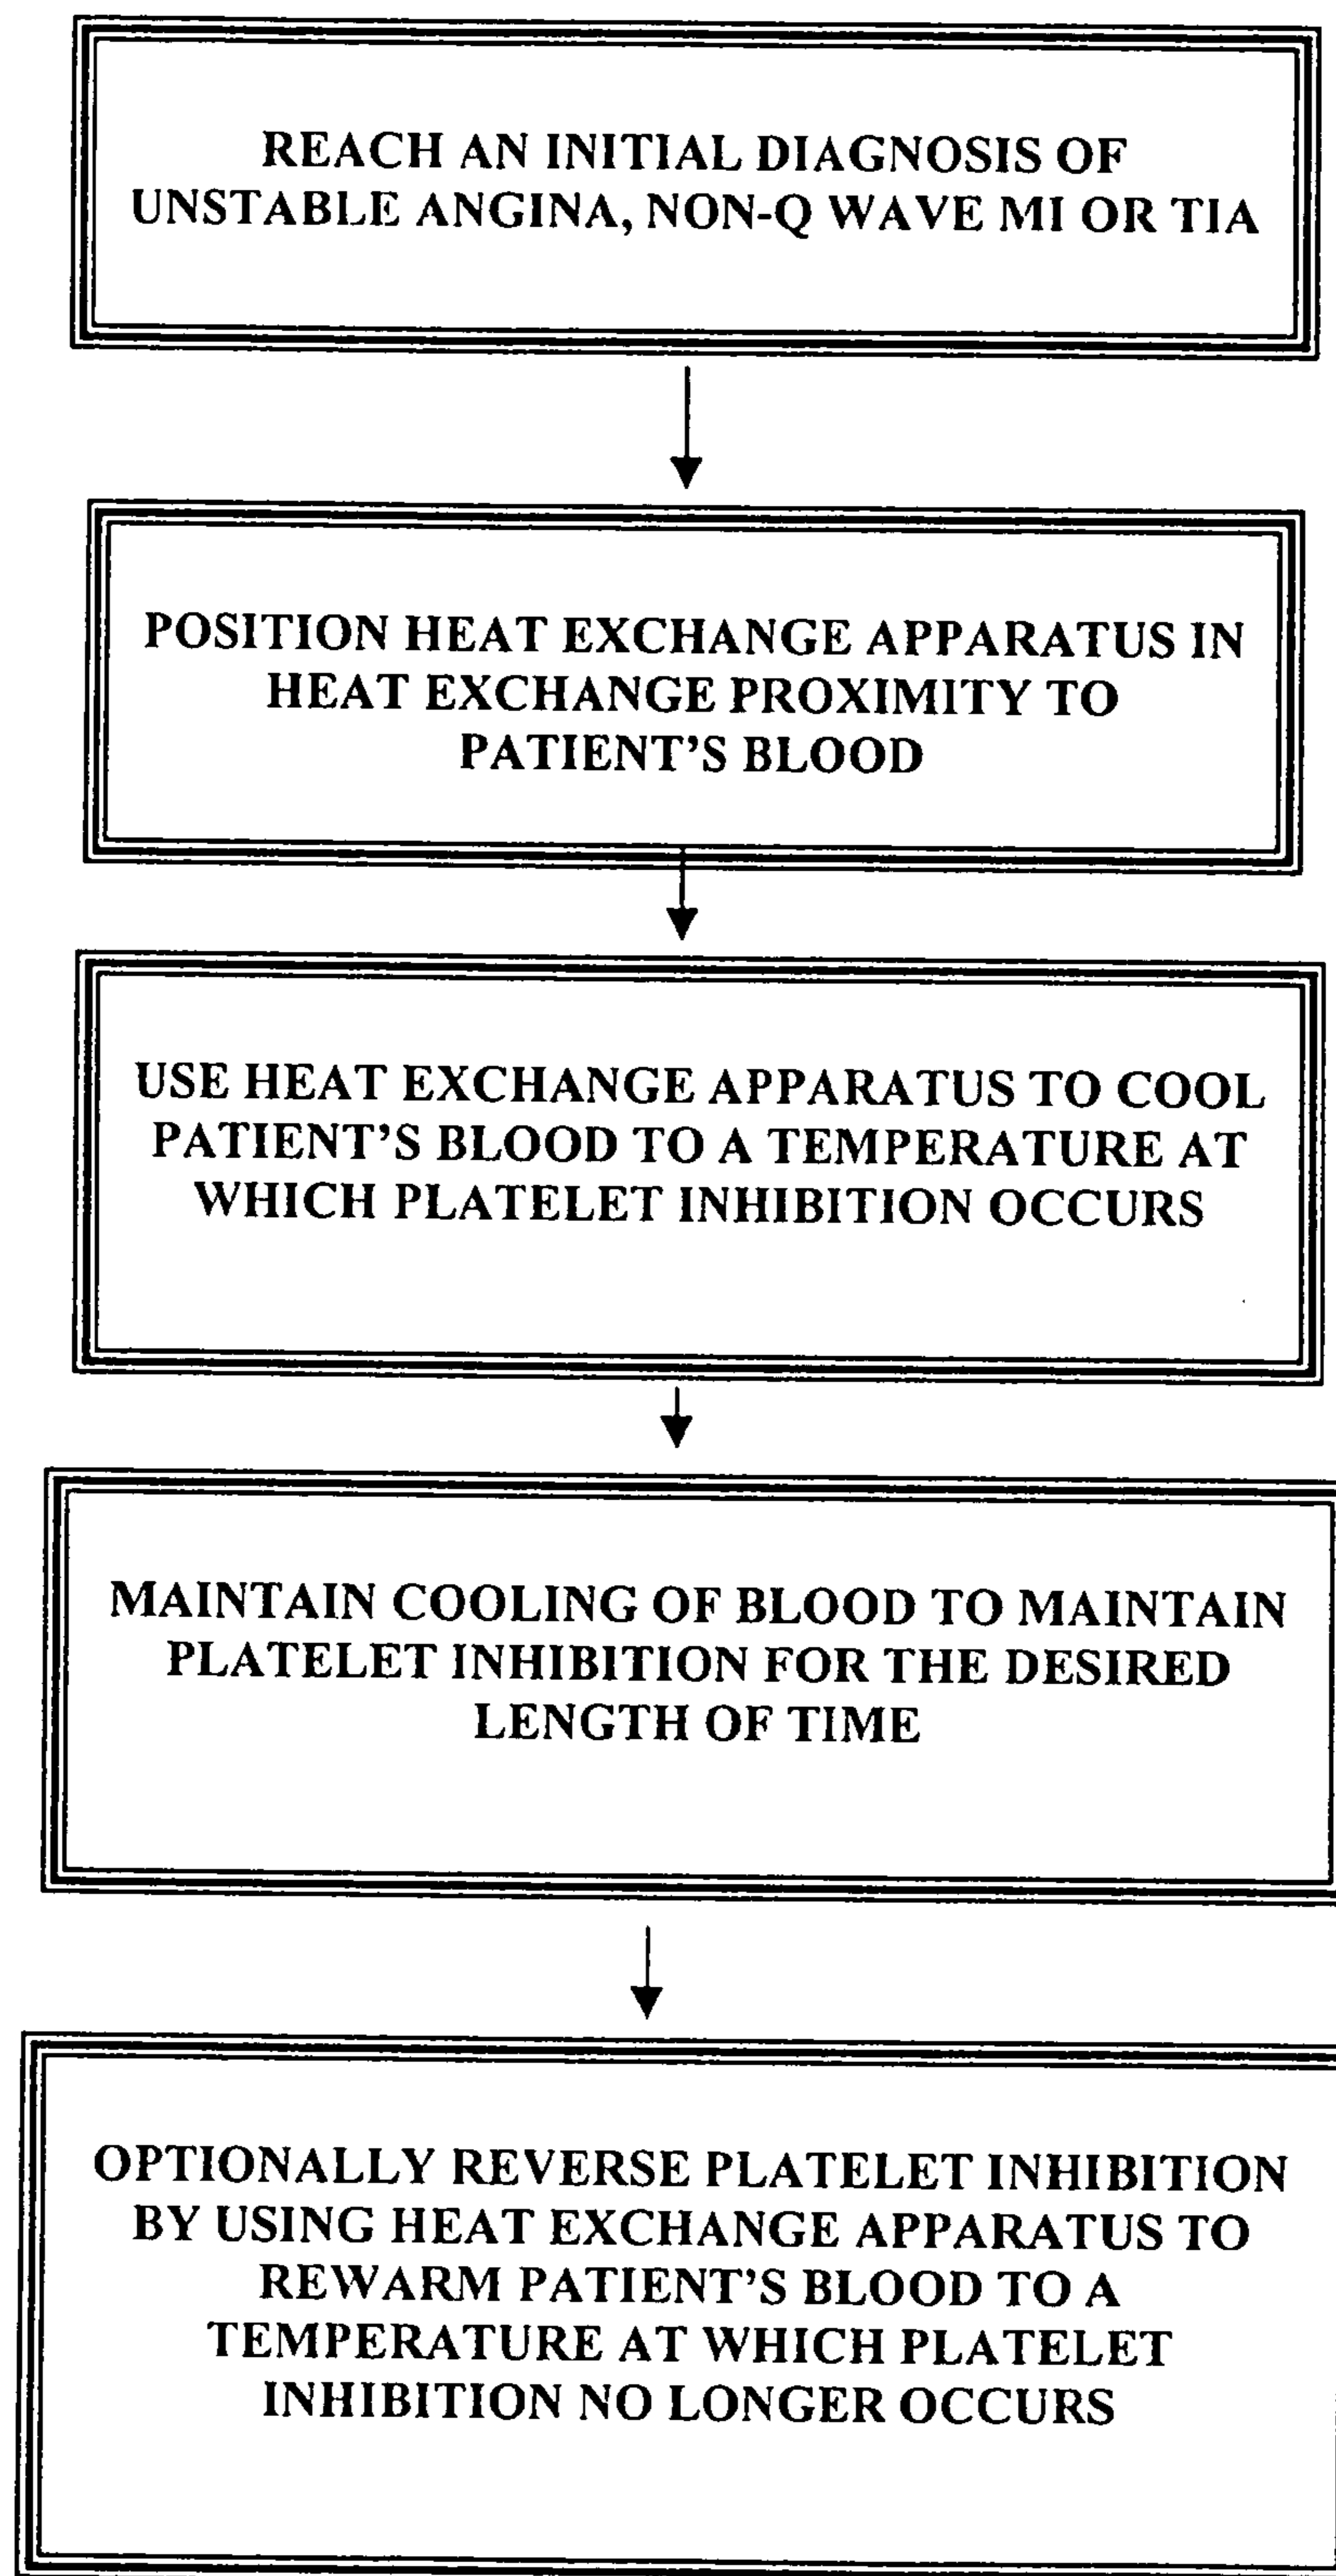 REACH AN INITIAL DIAGNOSIS OF
UNSTABLE ANGINA, NON-Q WAVE MI OR TIA
POSITION HEAT EXCHANGE APPARATUS IN
HEAT EXCHANGE PROXIMITY TO
PATIENT'S BLOOD
USE HEAT EXCHANGE APPARATUS TO COOL
PATIENT'S BLOOD TO A TEMPERATURE AT
WHICH PLATELET INHIBITION OCCURS
MAINTAIN COOLING OF BLOOD TO MAINTAIN
PLATELET INHIBITION FOR THE DESIRED
LENGTH OF TIME
OPTIONALLY REVERSE PLATELET INHIBITION
BY USING HEAT EXCHANGE APPARATUS TO
REWARM PATIENT'S BLOOD TO A
TEMPERATURE AT WHICH PLATELET
INHIBITION NO LONGER OCCURS